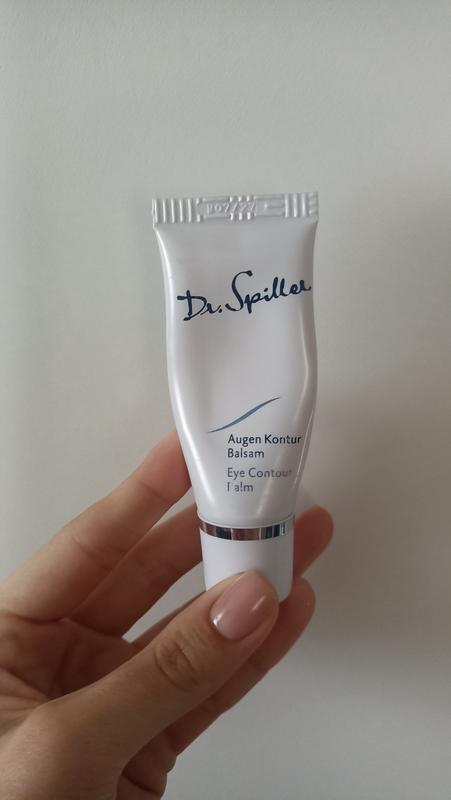 Dr. Spiller
Augen Kontur
Balsam
Eye Contour
Balm